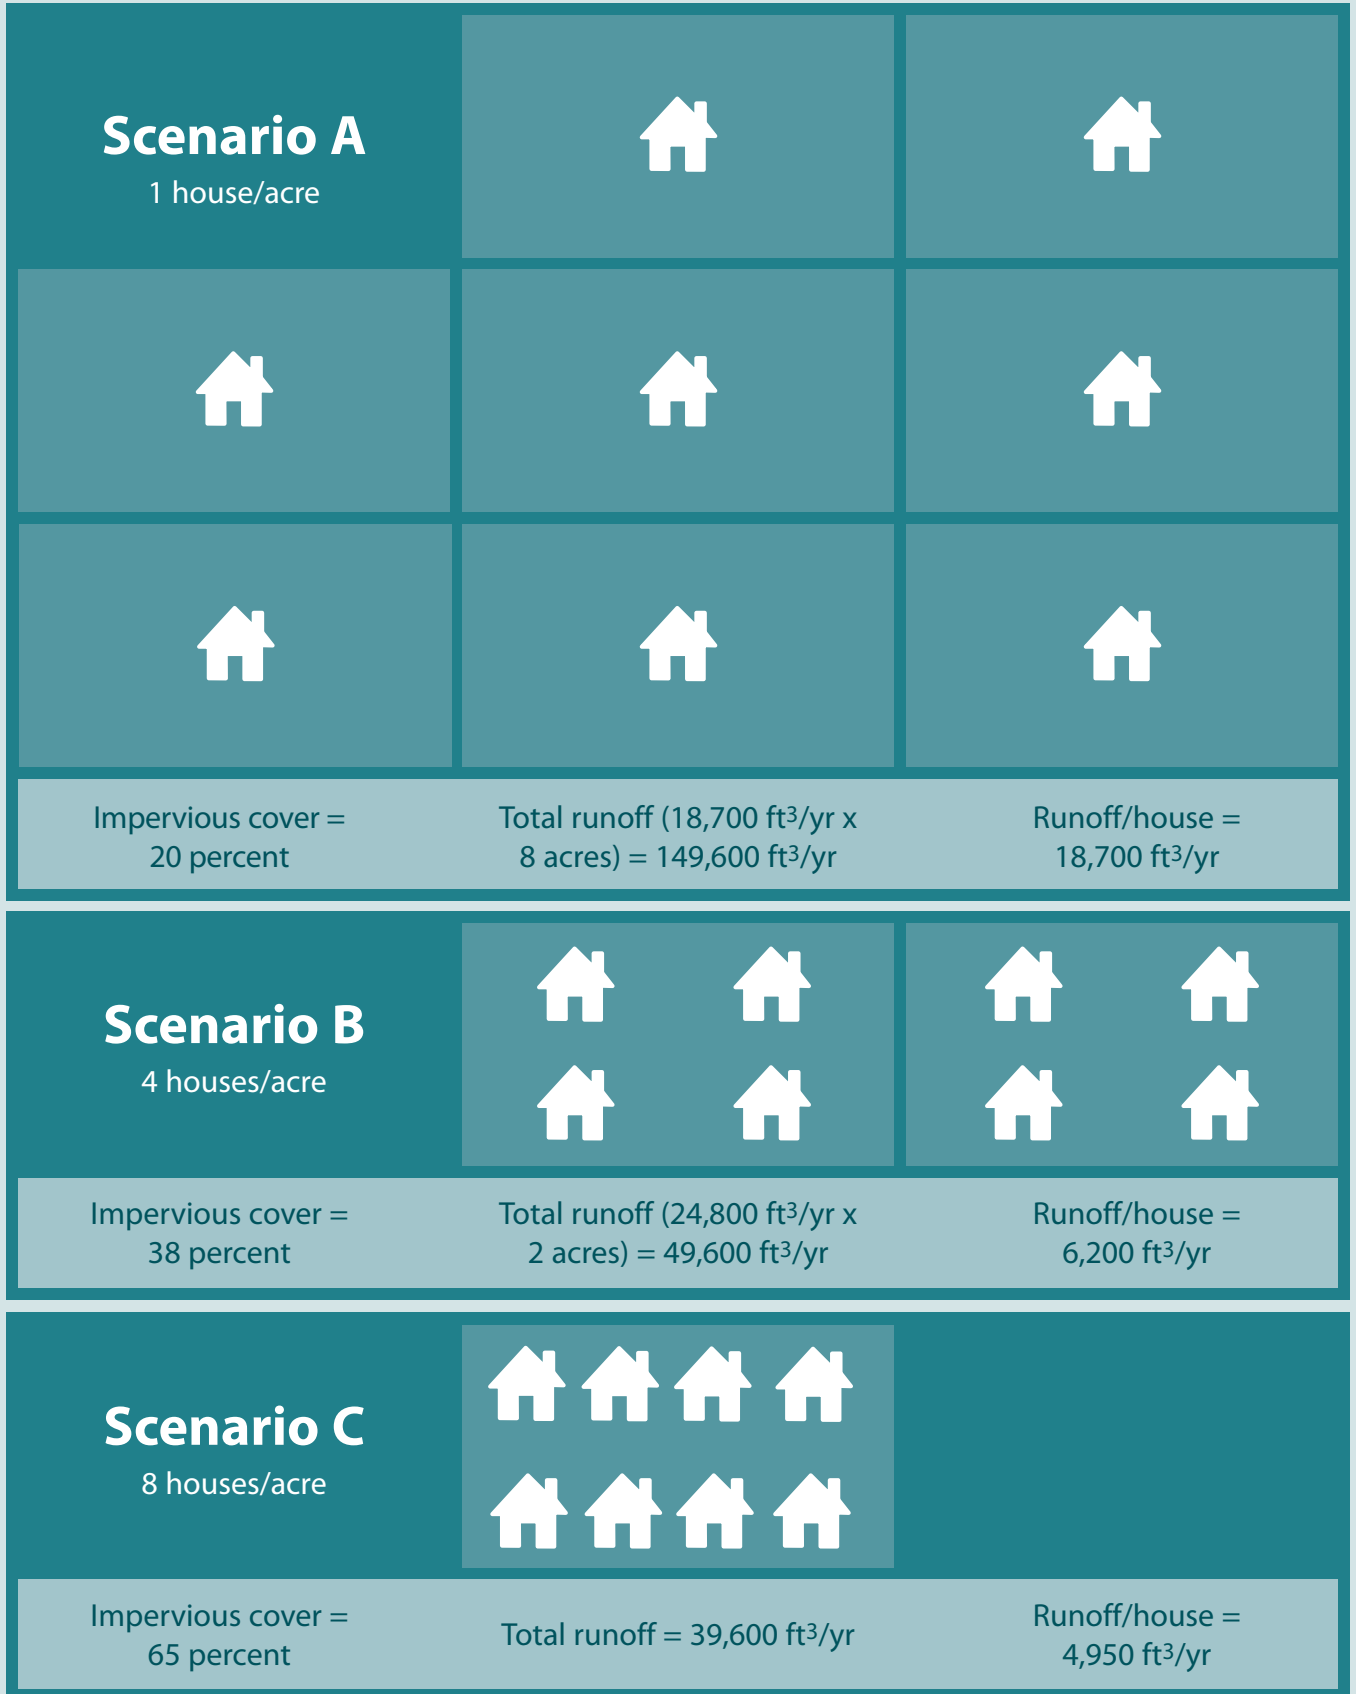 Scenario A
1 house/acre
Impervious cover =
20 percent
Total runoff (18,700 ft³/yr x
8 acres) = 149,600 ft³/yr
Runoff/house =
18,700 ft³/yr
Scenario B
4 houses/acre
Impervious cover =
38 percent
Total runoff (24,800 ft³/yr x
2 acres) = 49,600 ft³/yr
Runoff/house =
6,200 ft³/yr
Scenario C
8 houses/acre
Impervious cover =
65 percent
Total runoff = 39,600 ft³/yr
Runoff/house =
4,950 ft³/yr